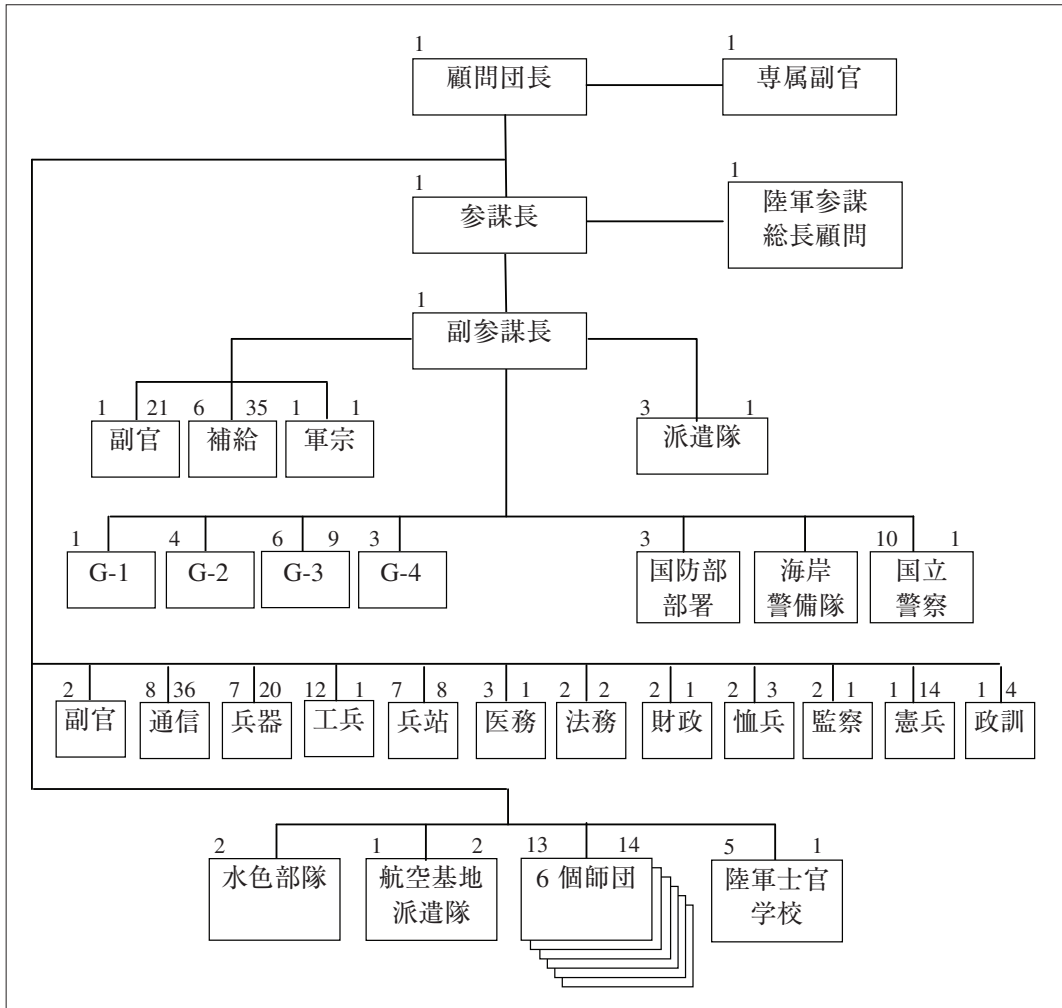 1 1
顧問団長 専属副官
1 1
参謀長 陸軍参謀
総長顧問
1
副参謀長
1 21 6 35 1 1 3 1
副官 補給 軍宗 派遣隊
1 4 6 9 3 3 10 1
G-1 G-2 G-3 G-4 国防部 海岸 国立
部署 警備隊 警察
2 8 36 7 20 12 1 7 8 3 1 2 2 2 1 2 3 2 1 1 14 1 4
副官 通信 兵器 工兵 兵站 医務 法務 財政 恤兵 監察 憲兵 政訓
2 1 2 13 14 5 1
水色部隊 航空基地 6 個師団 陸軍士官
派遣隊 学校